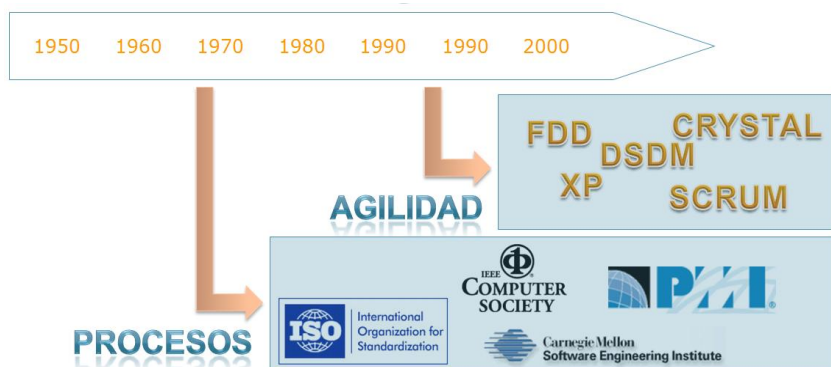 1950 1960 1970 1980 1990 1990 2000
FDD
CRYSTAL
DSDM
XP
SCRUM
AGILIDAD
IEEE
COMPUTER
SOCIETY
PMI
ISO
International
Organization for
Standardization
Carnegie Mellon
Software Engineering Institute
PROCESOS